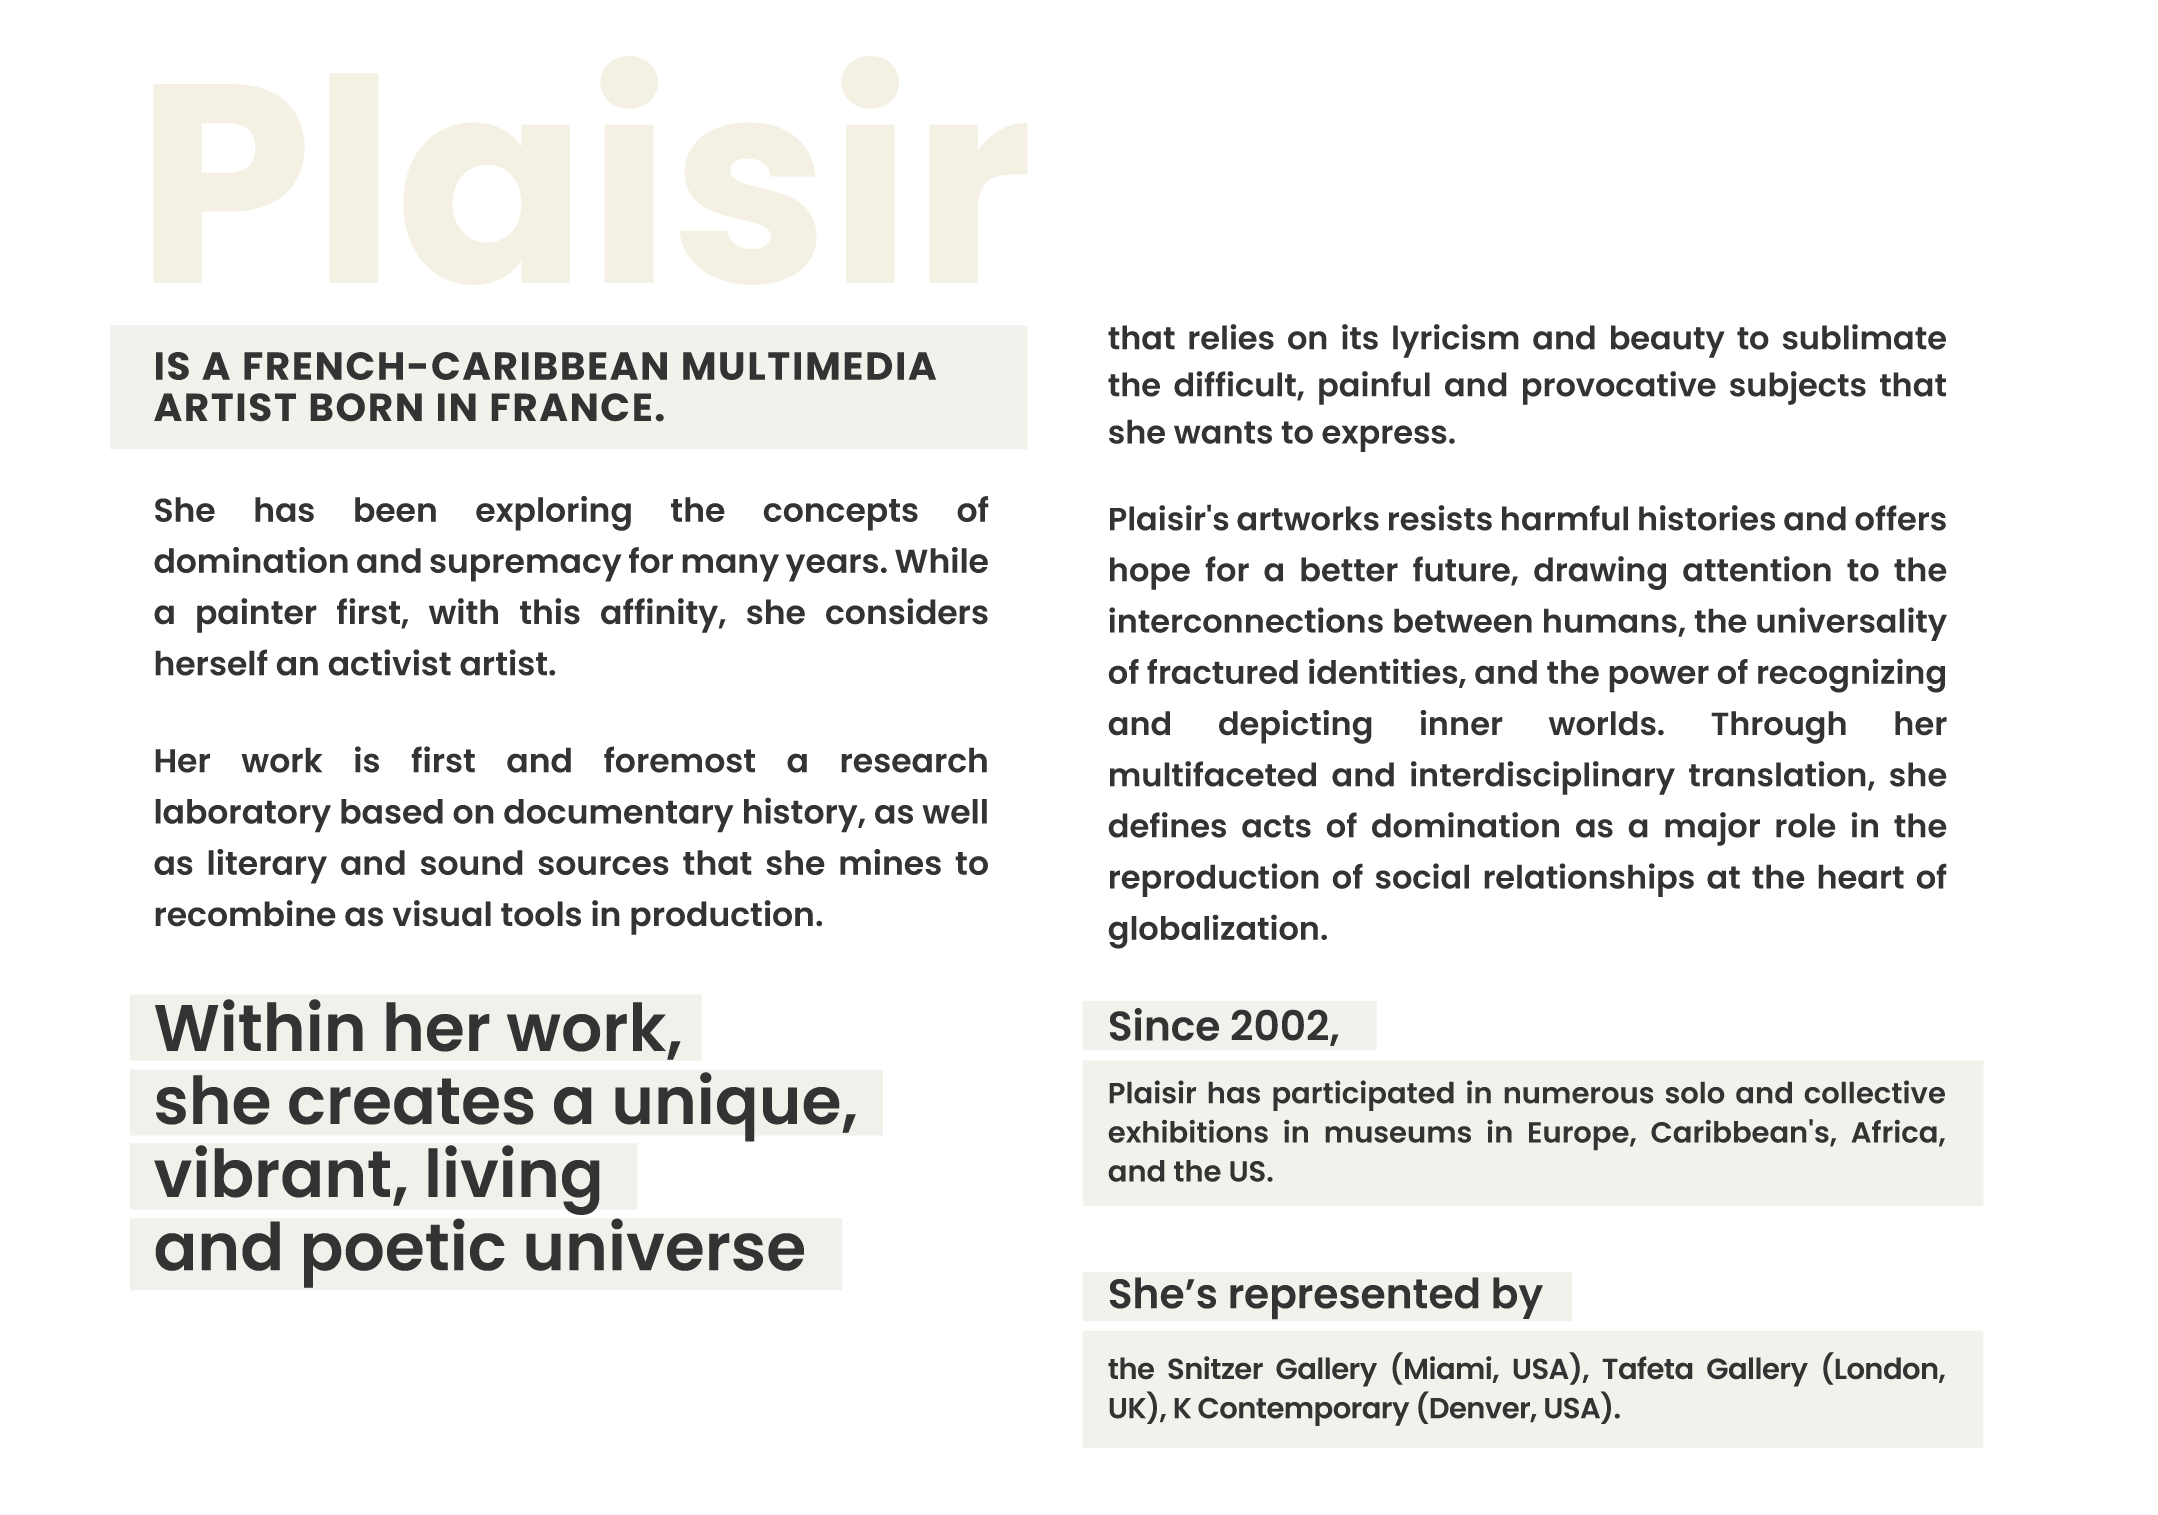 Plaisir
IS A FRENCH-CARIBBEAN MULTIMEDIA
ARTIST BORN IN FRANCE.
She has been exploring the concepts of
domination and supremacy for many years. While
a painter first, with this affinity, she considers
herself an activist artist.
Her work is first and foremost a research
laboratory based on documentary history, as well
as literary and sound sources that she mines to
recombine as visual tools in production.
Within her work,
she creates a unique,
vibrant, living
and poetic universe
that relies on its lyricism and beauty to sublimate
the difficult, painful and provocative subjects that
she wants to express.
Plaisir's artworks resists harmful histories and offers
hope for a better future, drawing attention to the
interconnections between humans, the universality
of fractured identities, and the power of recognizing
and depicting inner worlds. Through her
multifaceted and interdisciplinary translation, she
defines acts of domination as a major role in the
reproduction of social relationships at the heart of
globalization.
Since 2002,
Plaisir has participated in numerous solo and collective
exhibitions in museums in Europe, Caribbean's, Africa,
and the US.
She’s represented by
the Snitzer Gallery (Miami, USA), Tafeta Gallery (London,
UK), K Contemporary (Denver, USA).